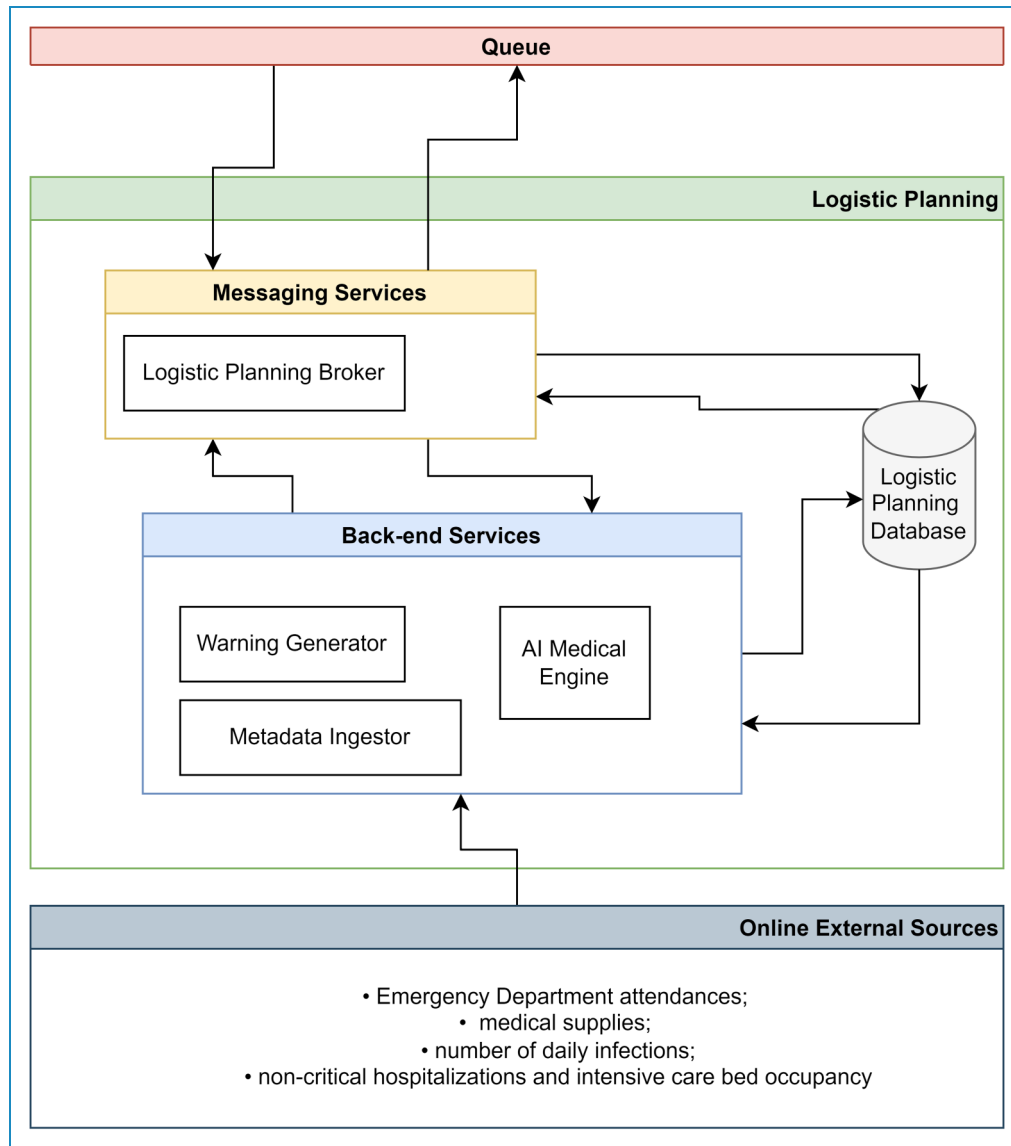 Queue
Logistic Planning
Messaging Services
Logistic Planning Broker
Logistic
Planning
Database
Back-end Services
Warning Generator
AI Medical
Engine
Metadada Ingestor
Online External Sources
• Emergency Department attendances;
• medical supplies;
• number of daily infections;
• non-critical hospitalizations and intensive care bed occupancy